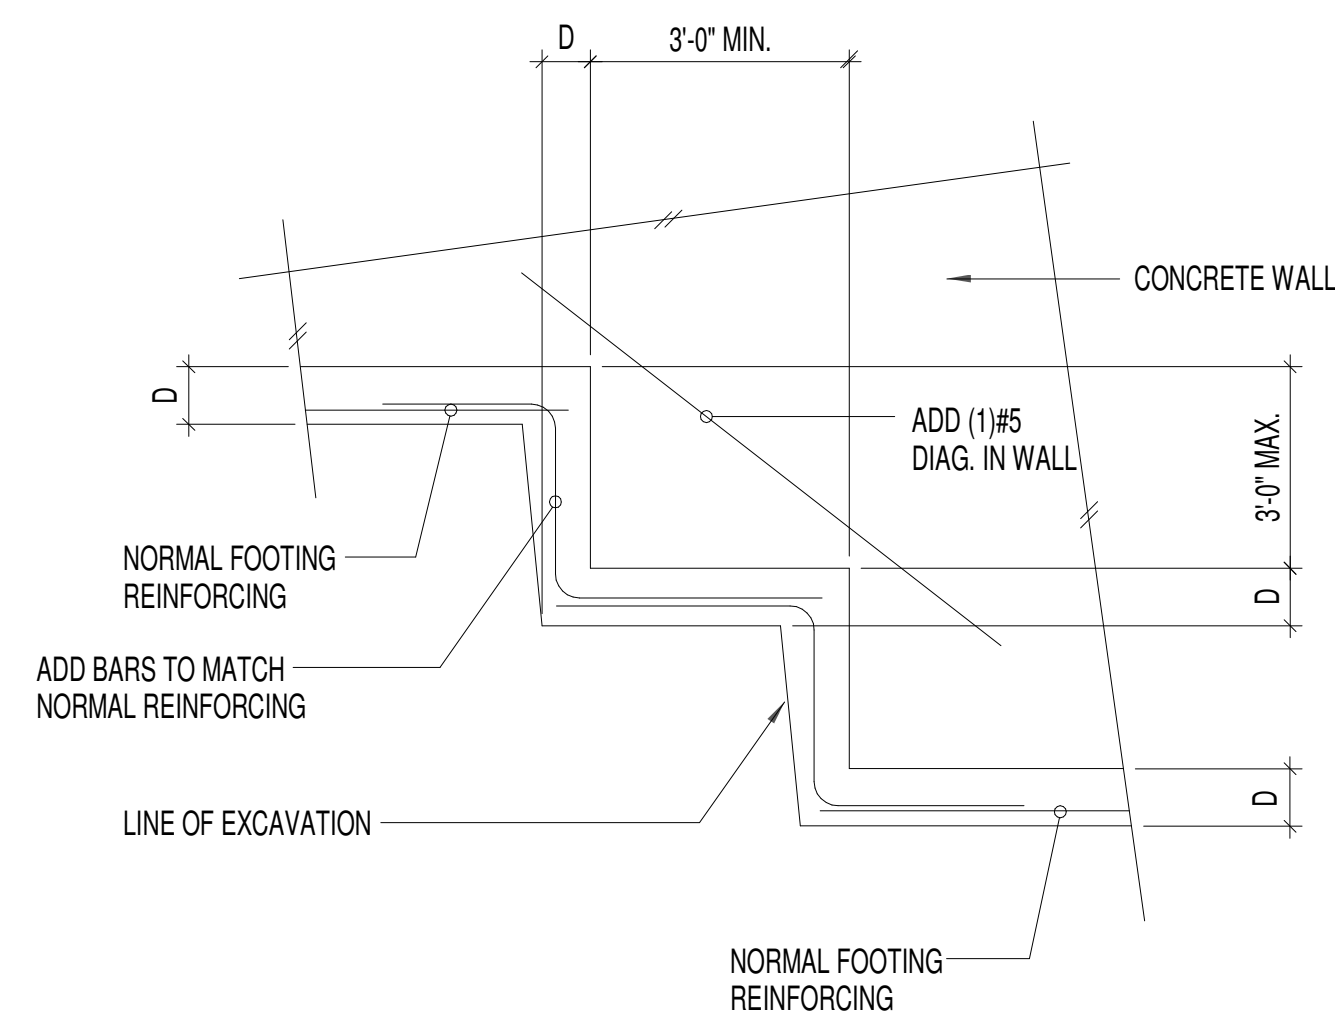 D
3'-0" MIN.
CONCRETE WALL
D
ADD (1)#5
DIAG. IN WALL
3'-0" MAX.
NORMAL FOOTING
REINFORCING
D
ADD BARS TO MATCH
NORMAL REINFORCING
D
LINE OF EXCAVATION
NORMAL FOOTING
REINFORCING